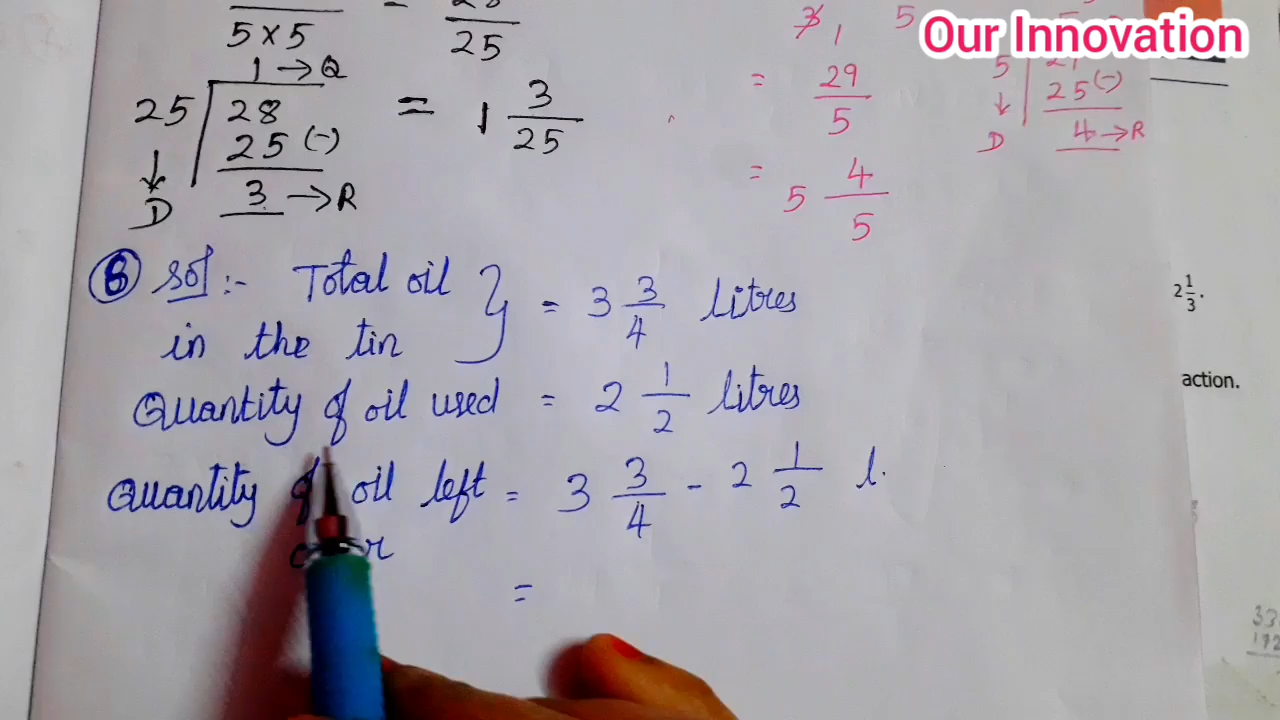 Our Innovation
5 × 5
25
1 → Q
25 28 = 1 3/25
25 (-)
D 3 → R
1 5
= 29/5
5
25 (-)
D 4 → R
= 5 4/5
6 Sol :- Total oil in the tin } = 3 3/4 litres
Quantity of oil used = 2 1/2 litres
Quantity of oil left = 3 3/4 - 2 1/2 l.
=
2 1/3.
action.